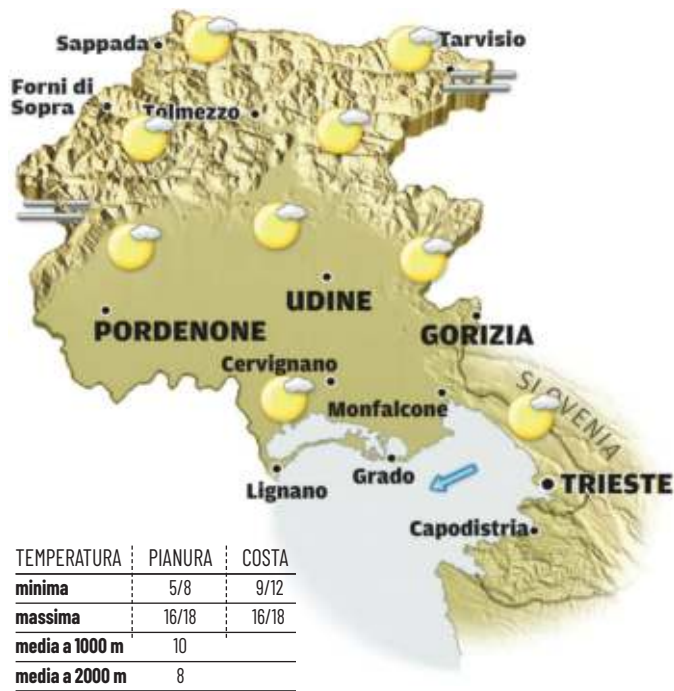 Sappada
Tarvisio
Forni di
Sopra
Tolmezzo
UDINE
PORDENONE
GORIZIA
Cervignano
SLOVENIA
Monfalcone
Grado
Lignano
TRIESTE
Capodistria
TEMPERATURA PIANURA COSTA
minima 5/8 9/12
massima 16/18 16/18
media a 1000 m 10
media a 2000 m 8